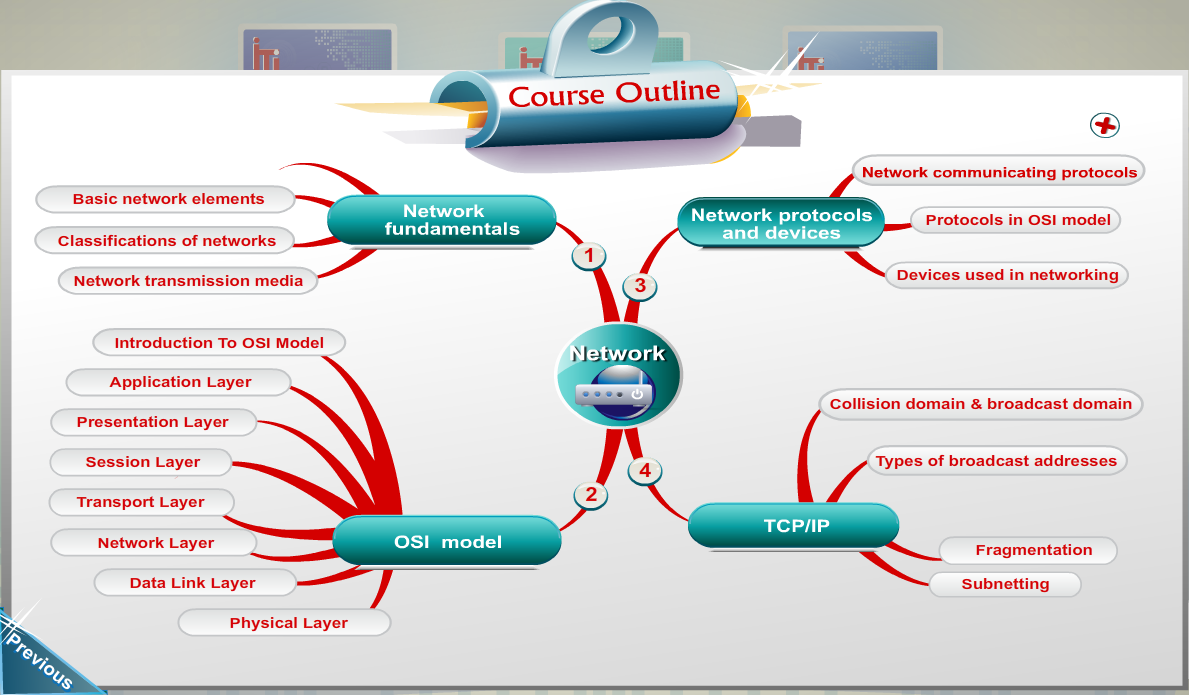 Course Outline
Network
1
Network
fundamentals
Basic network elements
Classifications of networks
Network transmission media
2
OSI model
Introduction To OSI Model
Application Layer
Presentation Layer
Session Layer
Transport Layer
Network Layer
Data Link Layer
Physical Layer
3
Network protocols
and devices
Network communicating protocols
Protocols in OSI model
Devices used in networking
4
TCP/IP
Collision domain & broadcast domain
Types of broadcast addresses
Fragmentation
Subnetting
Previous